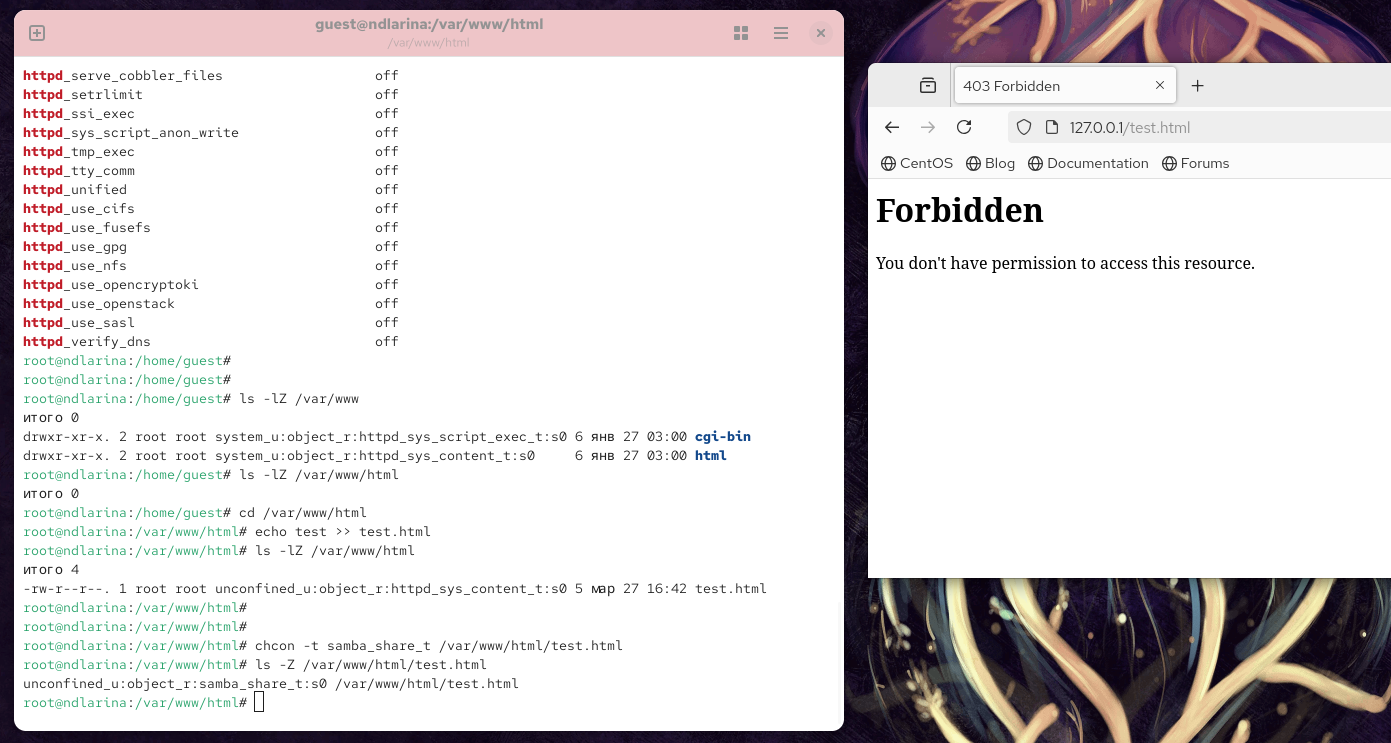 guest@ndlarina:/var/www/html
/var/www/html
httpd_serve_cobbler_files off
httpd_setrlimit off
httpd_ssi_exec off
httpd_sys_script_anon_write off
httpd_tmp_exec off
httpd_tty_comm off
httpd_unified off
httpd_use_cifs off
httpd_use_fusefs off
httpd_use_gpg off
httpd_use_nfs off
httpd_use_opencryptoki off
httpd_use_openstack off
httpd_use_sasl off
httpd_verify_dns off
root@ndlarina:/home/guest#
root@ndlarina:/home/guest#
root@ndlarina:/home/guest# ls -lZ /var/www
итого 0
drwxr-xr-x. 2 root root system_u:object_r:httpd_sys_script_exec_t:s0 6 янв 27 03:00 cgi-bin
drwxr-xr-x. 2 root root system_u:object_r:httpd_sys_content_t:s0 6 янв 27 03:00 html
root@ndlarina:/home/guest# ls -lZ /var/www/html
итого 0
root@ndlarina:/home/guest# cd /var/www/html
root@ndlarina:/var/www/html# echo test >> test.html
root@ndlarina:/var/www/html# ls -lZ /var/www/html
итого 4
-rw-r--r--. 1 root root unconfined_u:object_r:httpd_sys_content_t:s0 5 мар 27 16:42 test.html
root@ndlarina:/var/www/html#
root@ndlarina:/var/www/html#
root@ndlarina:/var/www/html# chcon -t samba_share_t /var/www/html/test.html
root@ndlarina:/var/www/html# ls -Z /var/www/html/test.html
unconfined_u:object_r:samba_share_t:s0 /var/www/html/test.html
root@ndlarina:/var/www/html#
403 Forbidden
127.0.0.1/test.html
CentOS Blog Documentation Forums
Forbidden
You don't have permission to access this resource.